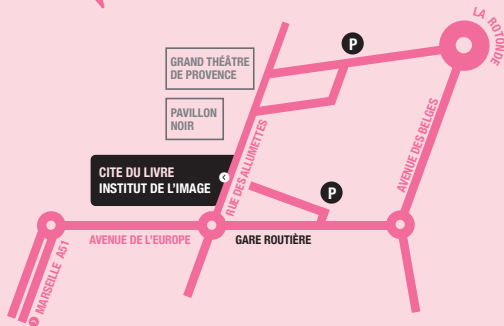 LA ROTONDE
P
GRAND THÉÂTRE
DE PROVENCE
PAVILLON
NOIR
RUE DES ALLUMETTES
AVENUE DES BELGES
CITE DU LIVRE
INSTITUT DE L'IMAGE
P
AVENUE DE L'EUROPE
GARE ROUTIÈRE
MARSEILLE A51